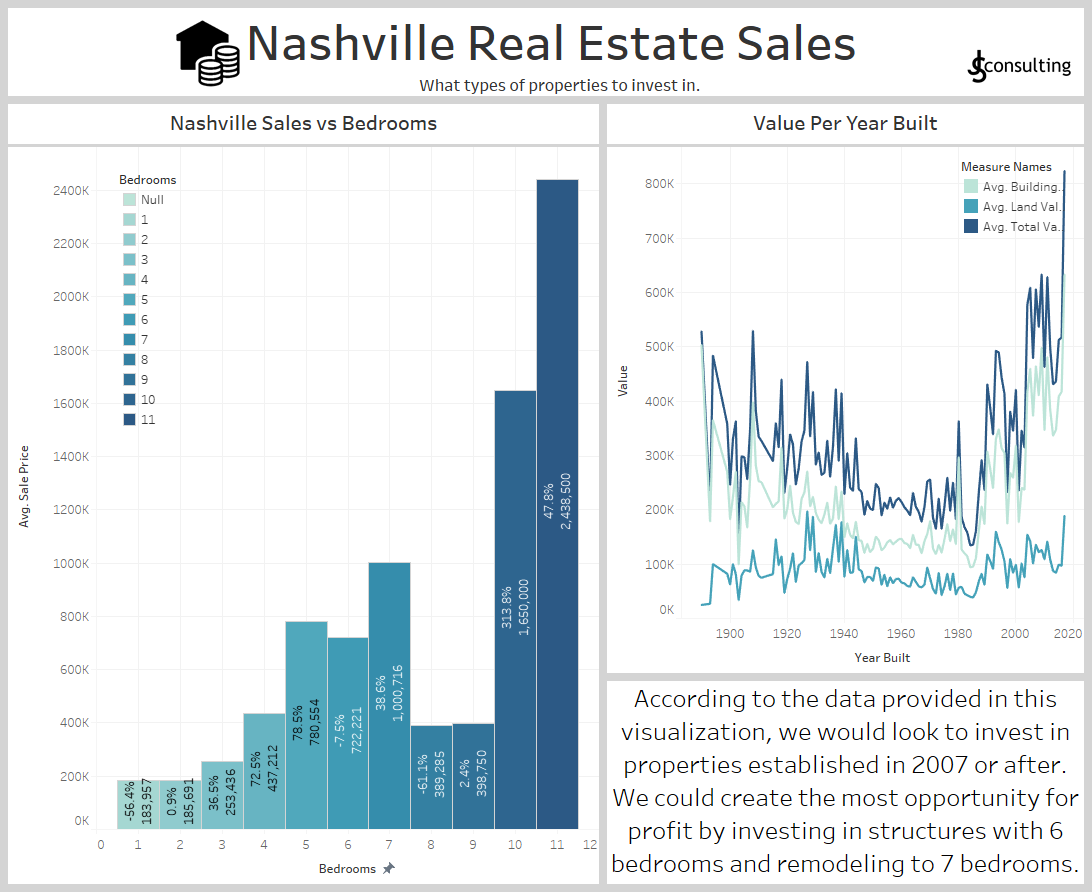 Nashville Real Estate Sales
What types of properties to invest in.
JSconsulting
Nashville Sales vs Bedrooms
Bedrooms
Null
1
2
3
4
5
6
7
8
9
10
11
2400K
2200K
2000K
1800K
1600K
1400K
1200K
1000K
800K
600K
400K
200K
0K
Avg. Sale Price
-56.4%
183,957
0.9%
185,691
36.5%
253,436
72.5%
437,212
78.5%
780,554
-7.5%
722,221
38.6%
1,000,716
-61.1%
389,285
2.4%
398,750
313.8%
1,650,000
47.8%
2,438,500
0 1 2 3 4 5 6 7 8 9 10 11 12
Bedrooms
Value Per Year Built
Measure Names
Avg. Building..
Avg. Land Val..
Avg. Total Va..
800K
700K
600K
500K
400K
300K
200K
100K
0K
Value
1900 1920 1940 1960 1980 2000 2020
Year Built
According to the data provided in this
visualization, we would look to invest in
properties established in 2007 or after.
We could create the most opportunity for
profit by investing in structures with 6
bedrooms and remodeling to 7 bedrooms.